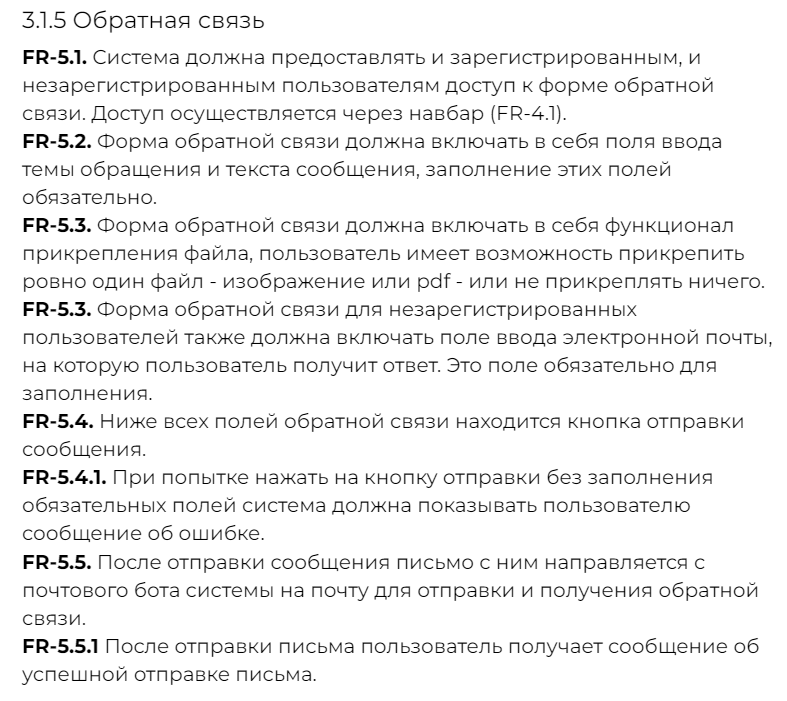 3.1.5 Обратная связь
FR-5.1. Система должна предоставлять и зарегистрированным, и
незарегистрированным пользователям доступ к форме обратной
связи. Доступ осуществляется через навбар (FR-4.1).
FR-5.2. Форма обратной связи должна включать в себя поля ввода
темы обращения и текста сообщения, заполнение этих полей
обязательно.
FR-5.3. Форма обратной связи должна включать в себя функционал
прикрепления файла, пользователь имеет возможность прикрепить
ровно один файл - изображение или pdf - или не прикреплять ничего.
FR-5.3. Форма обратной связи для незарегистрированных
пользователей также должна включать поле ввода электронной почты,
на которую пользователь получит ответ. Это поле обязательно для
заполнения.
FR-5.4. Ниже всех полей обратной связи находится кнопка отправки
сообщения.
FR-5.4.1. При попытке нажать на кнопку отправки без заполнения
обязательных полей система должна показывать пользователю
сообщение об ошибке.
FR-5.5. После отправки сообщения письмо с ним направляется с
почтового бота системы на почту для отправки и получения обратной
связи.
FR-5.5.1 После отправки письма пользователь получает сообщение об
успешной отправке письма.